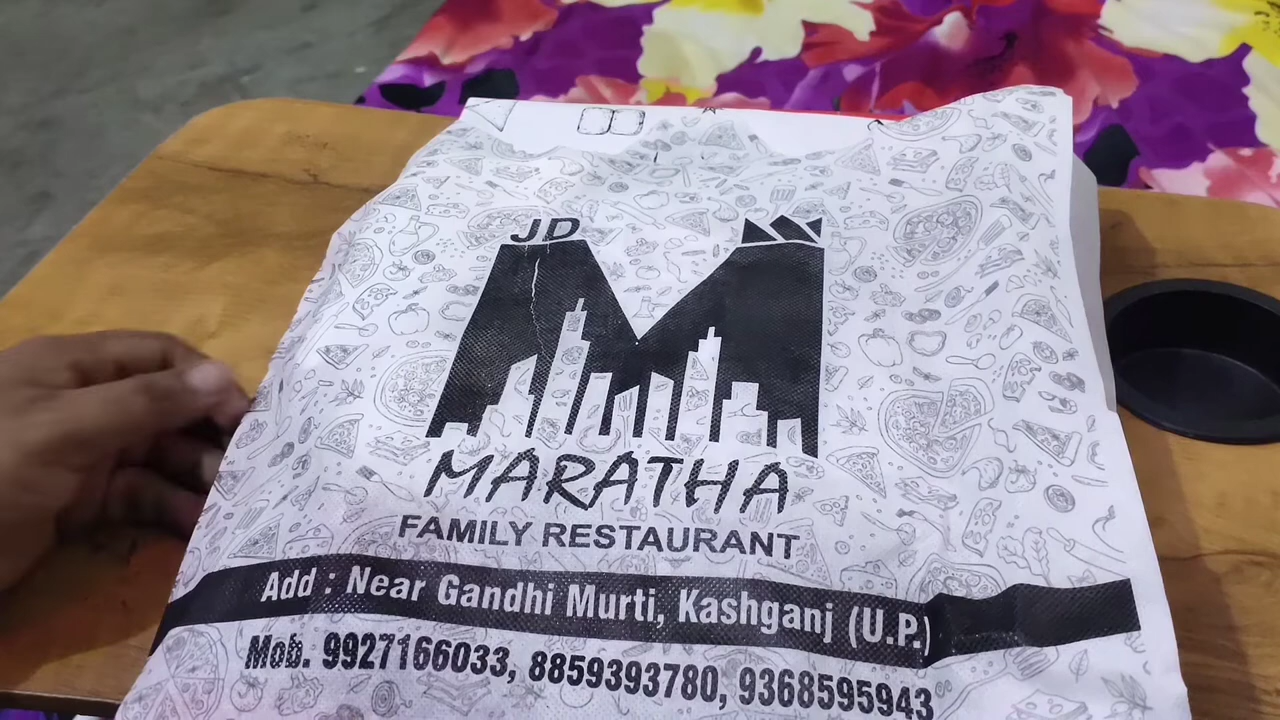 JD
M
MARATHA
FAMILY RESTAURANT
Add : Near Gandhi Murti, Kashganj (U.P.)
Mob. 9927166033, 8859393780, 9368595943